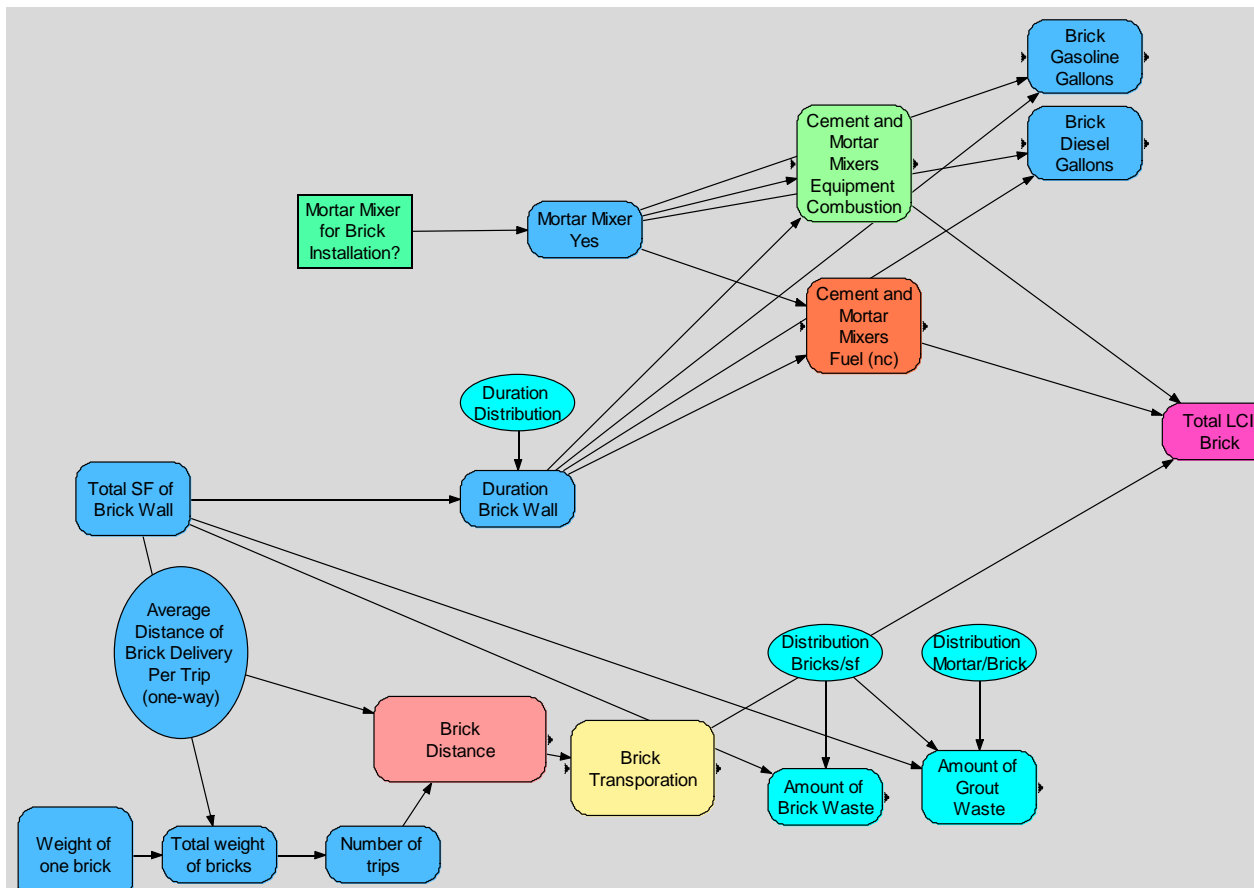 Brick
Gasoline
Gallons
Brick
Diesel
Gallons
Cement and
Mortar
Mixers
Equipment
Combustion
Mortar Mixer
for Brick
Installation?
Mortar Mixer
Yes
Cement and
Mortar
Mixers
Fuel (nc)
Duration
Distribution
Total LCI
Brick
Total SF of
Brick Wall
Duration
Brick Wall
Average
Distance of
Brick Delivery
Per Trip
(one-way)
Distribution
Bricks/sf
Distribution
Mortar/Brick
Brick
Distance
Brick
Transporation
Amount of
Brick Waste
Amount of
Grout
Waste
Weight of
one brick
Total weight
of bricks
Number of
trips